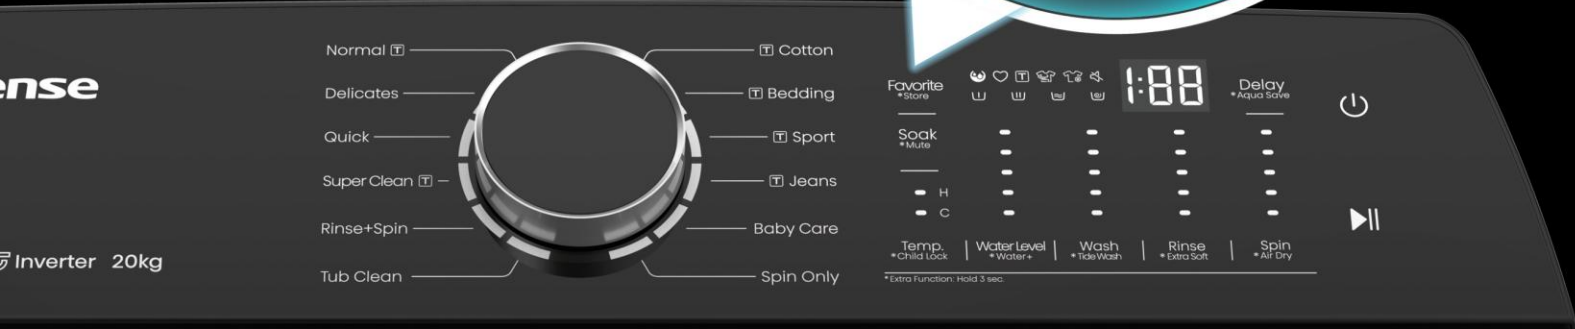 ense
Inverter 20kg
Normal T
Delicates
Quick
Super Clean T
Rinse+Spin
Tub Clean
T Cotton
T Bedding
T Sport
T Jeans
Baby Care
Spin Only
Favorite
*Store
Soak
*Mute
1:88
Delay
*Aqua Save
H
C
Temp.
*Child Lock
Water Level
*Water+
Wash
*Tide Wash
Rinse
*Extra Soft
Spin
*Air Dry
*Extra Function: Hold 3 sec.